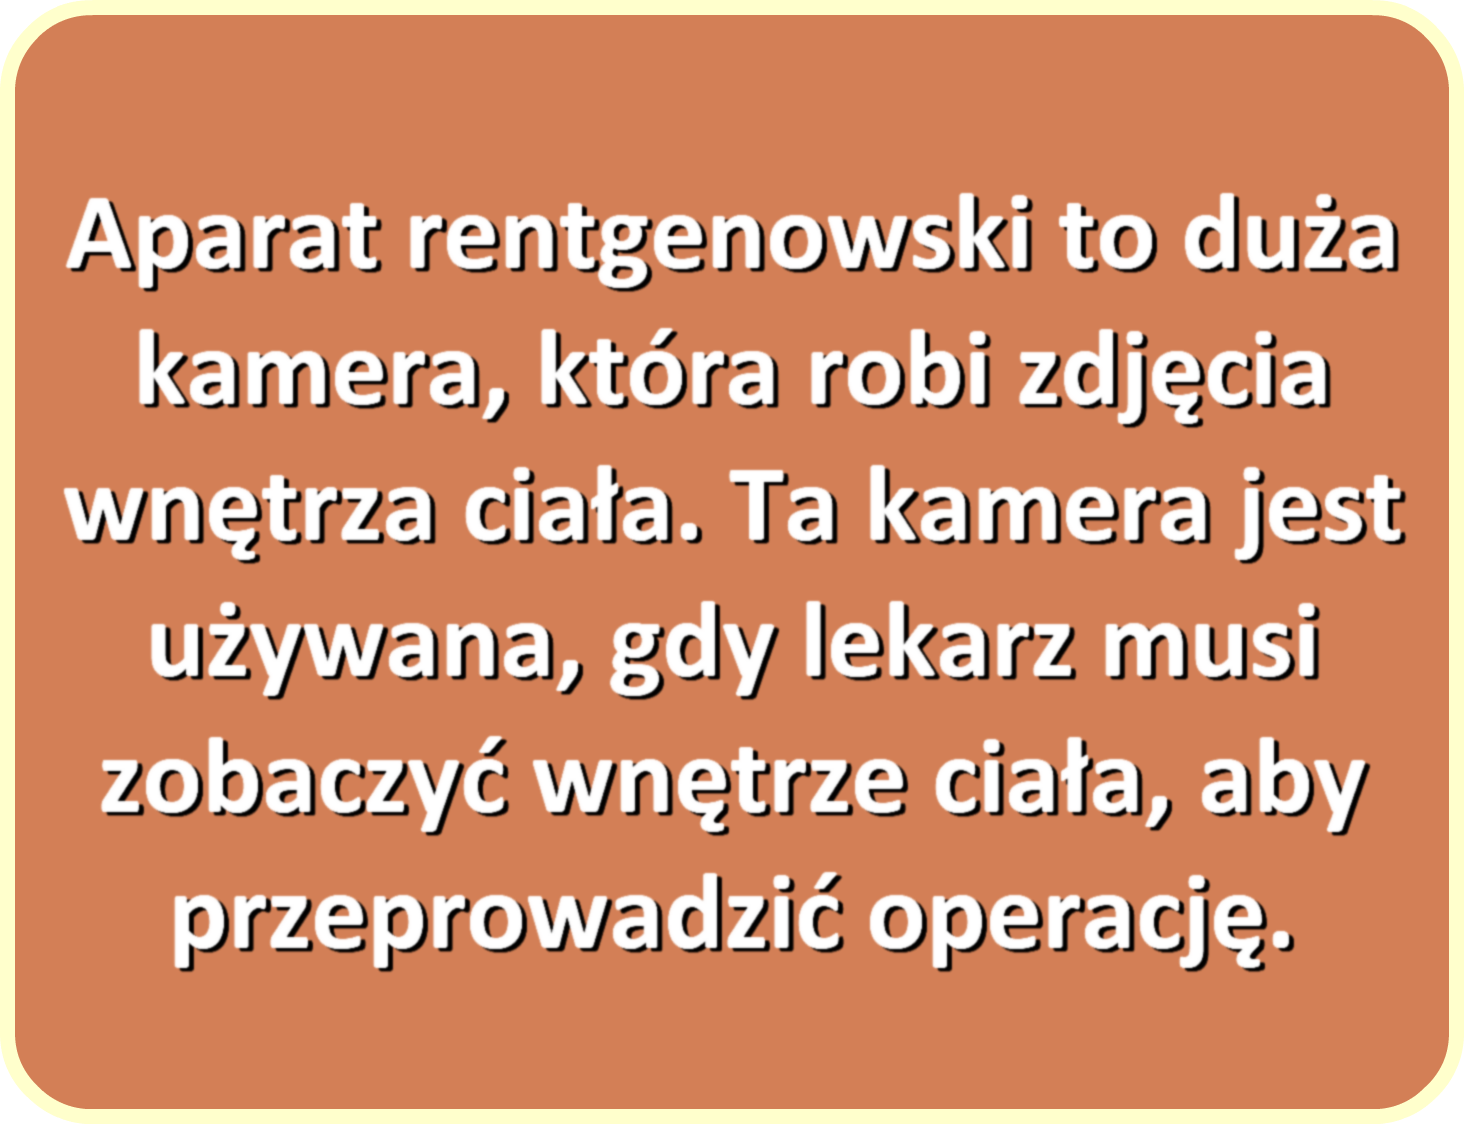 Aparat rentgenowski to duża
kamera, która robi zdjęcia
wnętrza ciała. Ta kamera jest
używana, gdy lekarz musi
zobaczyć wnętrze ciała, aby
przeprowadzić operację.